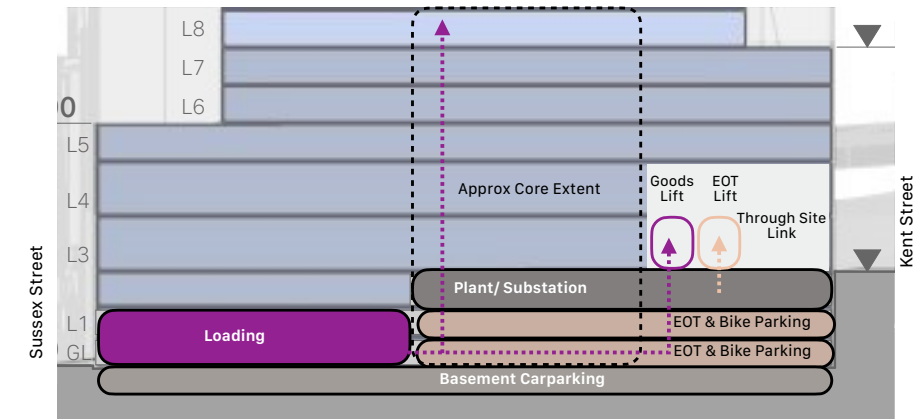 L8
L7
L6
0
L5
L4
L3
L1
GL
Approx Core Extent
Goods
Lift
EOT
Lift
Through Site
Link
Plant/ Substation
Loading
EOT & Bike Parking
EOT & Bike Parking
Basement Carparking
Sussex Street
Kent Street